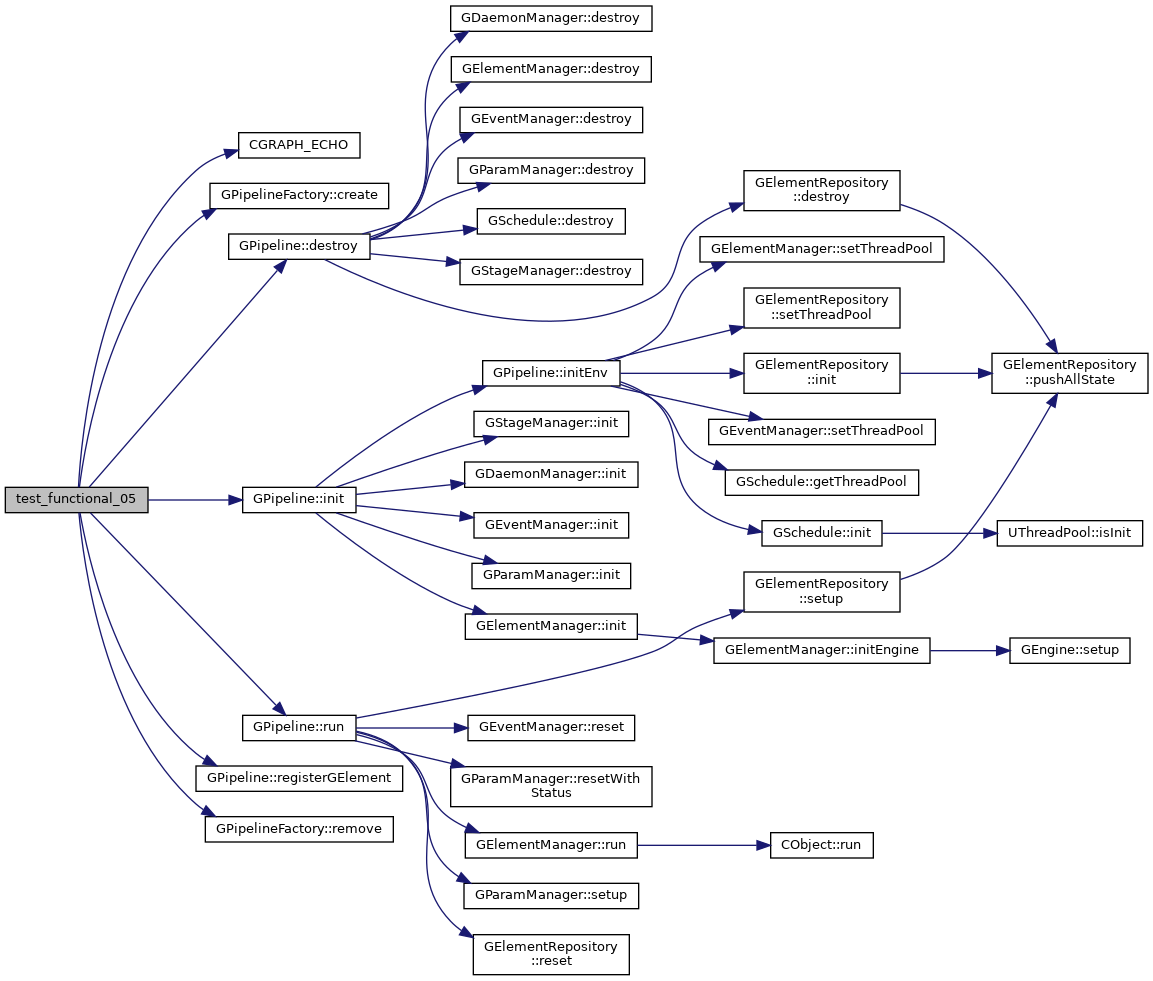 test_functional_05
CGRAPH_ECHO
GPipelineFactory::create
GPipeline::destroy
GPipeline::init
GPipeline::run
GPipeline::registerGElement
GPipelineFactory::remove
GDaemonManager::destroy
GElementManager::destroy
GEventManager::destroy
GParamManager::destroy
GSchedule::destroy
GStageManager::destroy
GPipeline::initEnv
GStageManager::init
GDaemonManager::init
GEventManager::init
GParamManager::init
GElementManager::init
GEventManager::reset
GParamManager::resetWith
Status
GElementManager::run
GParamManager::setup
GElementRepository
::reset
GElementRepository
::destroy
GElementManager::setThreadPool
GElementRepository
::setThreadPool
GElementRepository
::init
GEventManager::setThreadPool
GSchedule::getThreadPool
GSchedule::init
GElementRepository
::setup
GElementManager::initEngine
CObject::run
GElementRepository
::pushAllState
UThreadPool::isInit
GEngine::setup